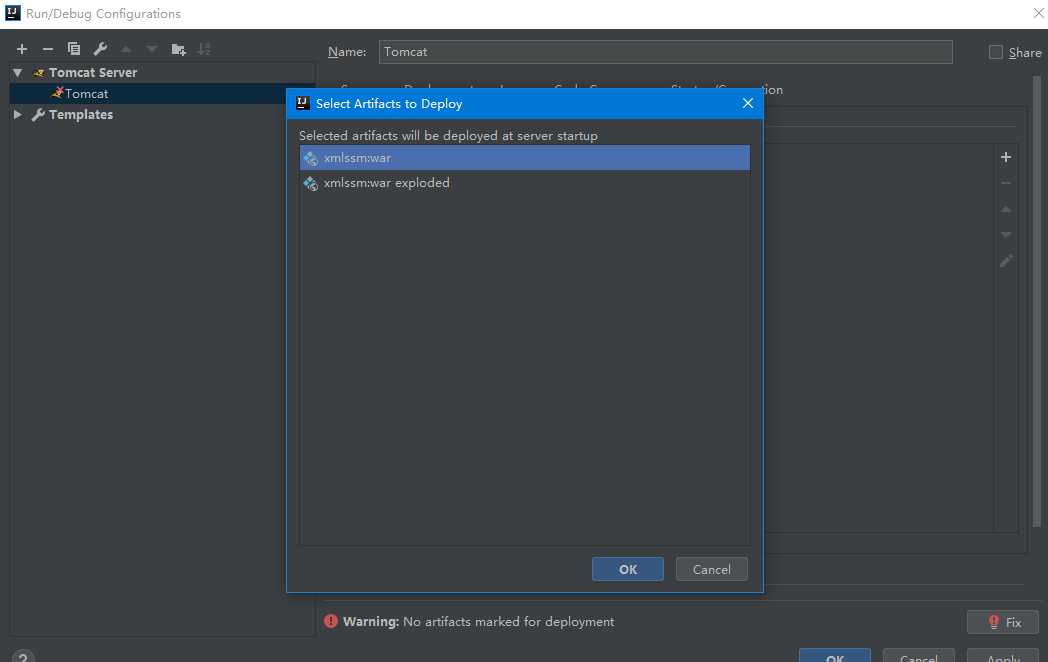 Run/Debug Configurations
Name: Tomcat
Share
Tomcat Server
Tomcat
Templates
Select Artifacts to Deploy
Selected artifacts will be deployed at server startup
xmlssm:war
xmlssm:war exploded
OK Cancel
Warning: No artifacts marked for deployment
Fix
?
OK Cancel Apply